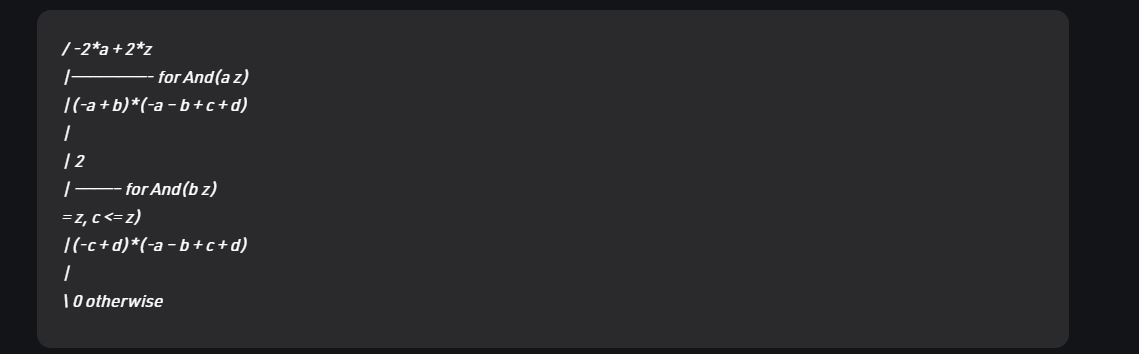 / -2*a + 2*z
|--------------- for And(a z)
|(-a + b)*(-a - b + c + d)
|
| 2
| -------- for And(b z)
= z, c <= z)
|(-c + d)*(-a - b + c + d)
|
\ 0 otherwise